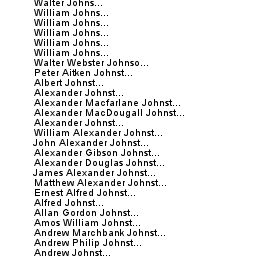 Walter Johns...
William Johns...
William Johns...
William Johns...
William Johns...
William Johns...
Walter Webster Johnso...
Peter Aitken Johnst...
Albert Johnst...
Alexander Johnst...
Alexander Macfarlane Johnst...
Alexander MacDougall Johnst...
Alexander Johnst...
William Alexander Johnst...
John Alexander Johnst...
Alexander Gibson Johnst...
Alexander Douglas Johnst...
James Alexander Johnst...
Matthew Alexander Johnst...
Ernest Alfred Johnst...
Alfred Johnst...
Allan Gordon Johnst...
Amos William Johnst...
Andrew Marchbank Johnst...
Andrew Philip Johnst...
Andrew Johnst...